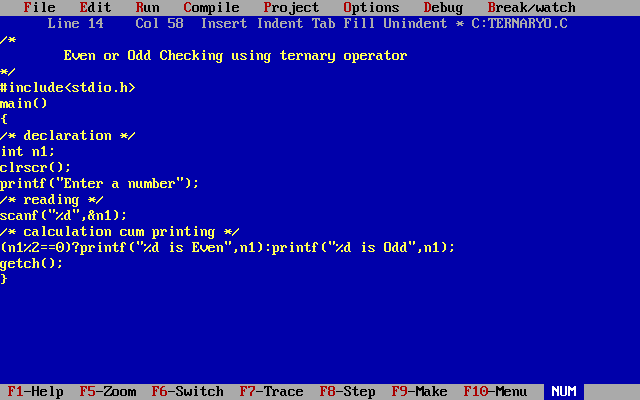 File Edit Run Compile Project Options Debug Break/watch
Line 14 Col 58 Insert Indent Tab Fill Unindent * C:TERNARYO.C
/*
Even or Odd Checking using ternary operator
*/
#include<stdio.h>
main()
{
/* declaration */
int n1;
clrscr();
printf("Enter a number");
/* reading */
scanf("%d",&n1);
/* calculation cum printing */
(n1%2==0)?printf("%d is Even",n1):printf("%d is Odd",n1);
getch();
}
F1-Help F5-Zoom F6-Switch F7-Trace F8-Step F9-Make F10-Menu NUM